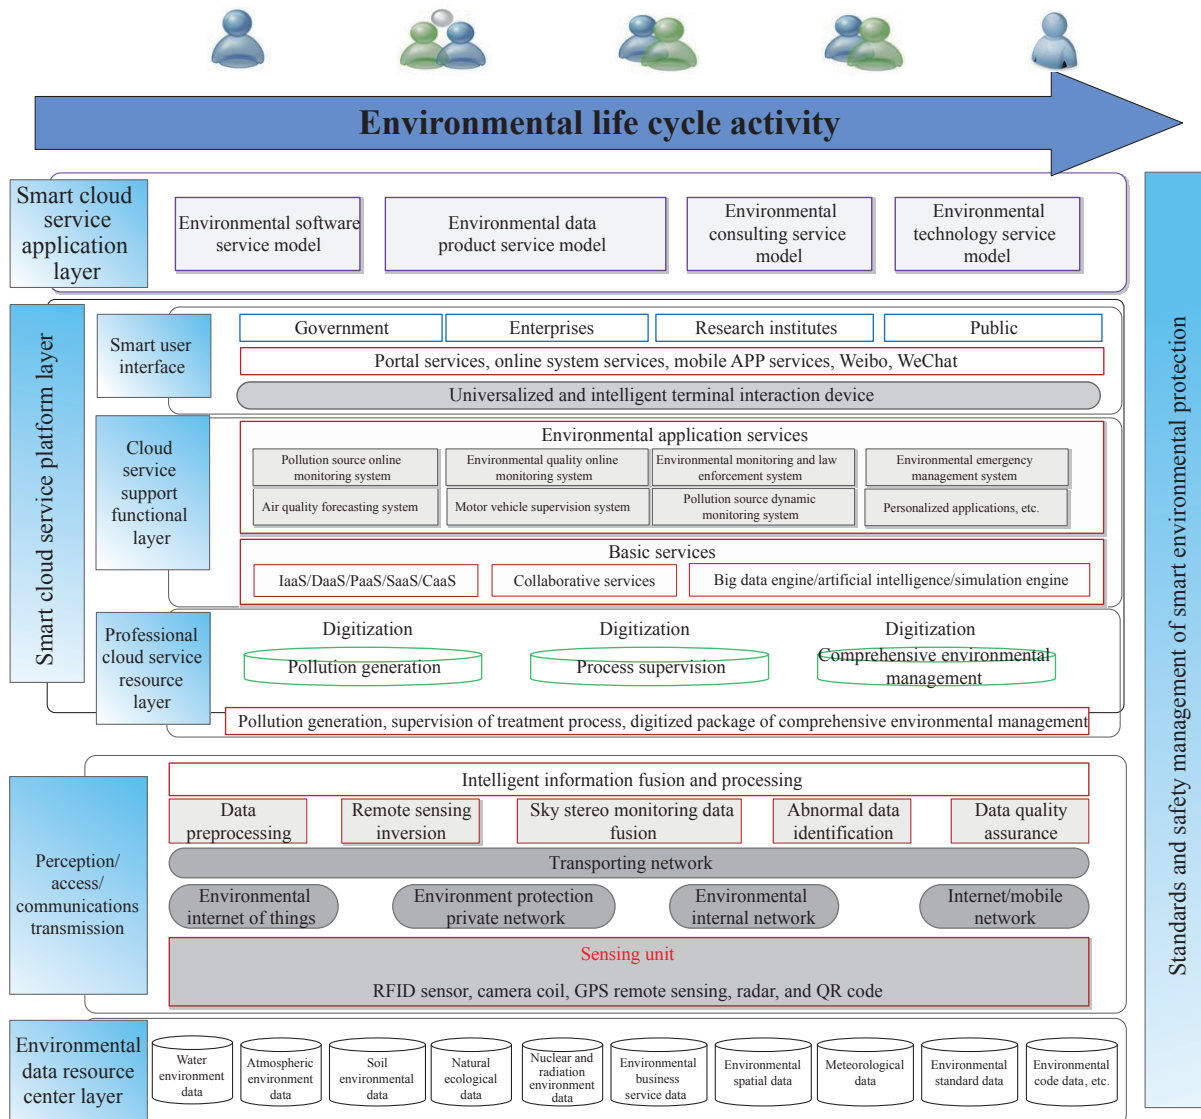 Environmental life cycle activity
Smart cloud
service
application
layer
Environmental software
service model
Environmental data
product service model
Environmental
consulting service
model
Environmental
technology service
model
Smart cloud service platform layer
Smart user
interface
Government
Enterprises
Research institutes
Public
Portal services, online system services, mobile APP services, Weibo, WeChat
Universalized and intelligent terminal interaction device
Cloud
service
support
functional
layer
Environmental application services
Pollution source online
monitoring system
Environmental quality online
monitoring system
Environmental monitoring and law
enforcement system
Environmental emergency
management system
Air quality forecasting system
Motor vehicle supervision system
Pollution source dynamic
monitoring system
Personalized applications, etc.
Basic services
IaaS/DaaS/PaaS/SaaS/CaaS
Collaborative services
Big data engine/artificial intelligence/simulation engine
Professional
cloud service
resource
layer
Digitization
Pollution generation
Digitization
Process supervision
Digitization
Comprehensive environmental
management
Pollution generation, supervision of treatment process, digitized package of comprehensive environmental management
Perception/
access/
communications
transmission
Intelligent information fusion and processing
Data
preprocessing
Remote sensing
inversion
Sky stereo monitoring data
fusion
Abnormal data
identification
Data quality
assurance
Transporting network
Environmental
internet of things
Environment protection
private network
Environmental
internal network
Internet/mobile
network
Sensing unit
RFID sensor, camera coil, GPS remote sensing, radar, and QR code
Environmental
data resource
center layer
Water
environment
data
Atmospheric
environment
data
Soil
environmental
data
Natural
ecological data
Nuclear and
radiation
environment
data
Environmental
business
service data
Environmental
spatial data
Meteorological
data
Environmental
standard data
Environmental
code data, etc.
Standards and safety management of smart environmental protection